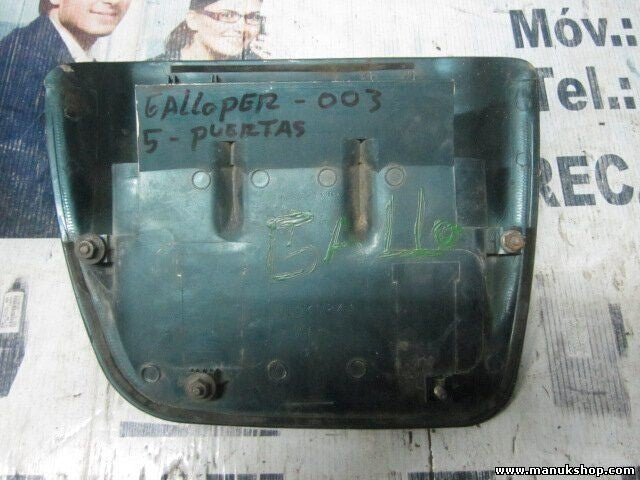 Móv.:
Tel.:
REC
GALLOPER - 003
5 - PUERTAS
GALLO
www.manukshop.com